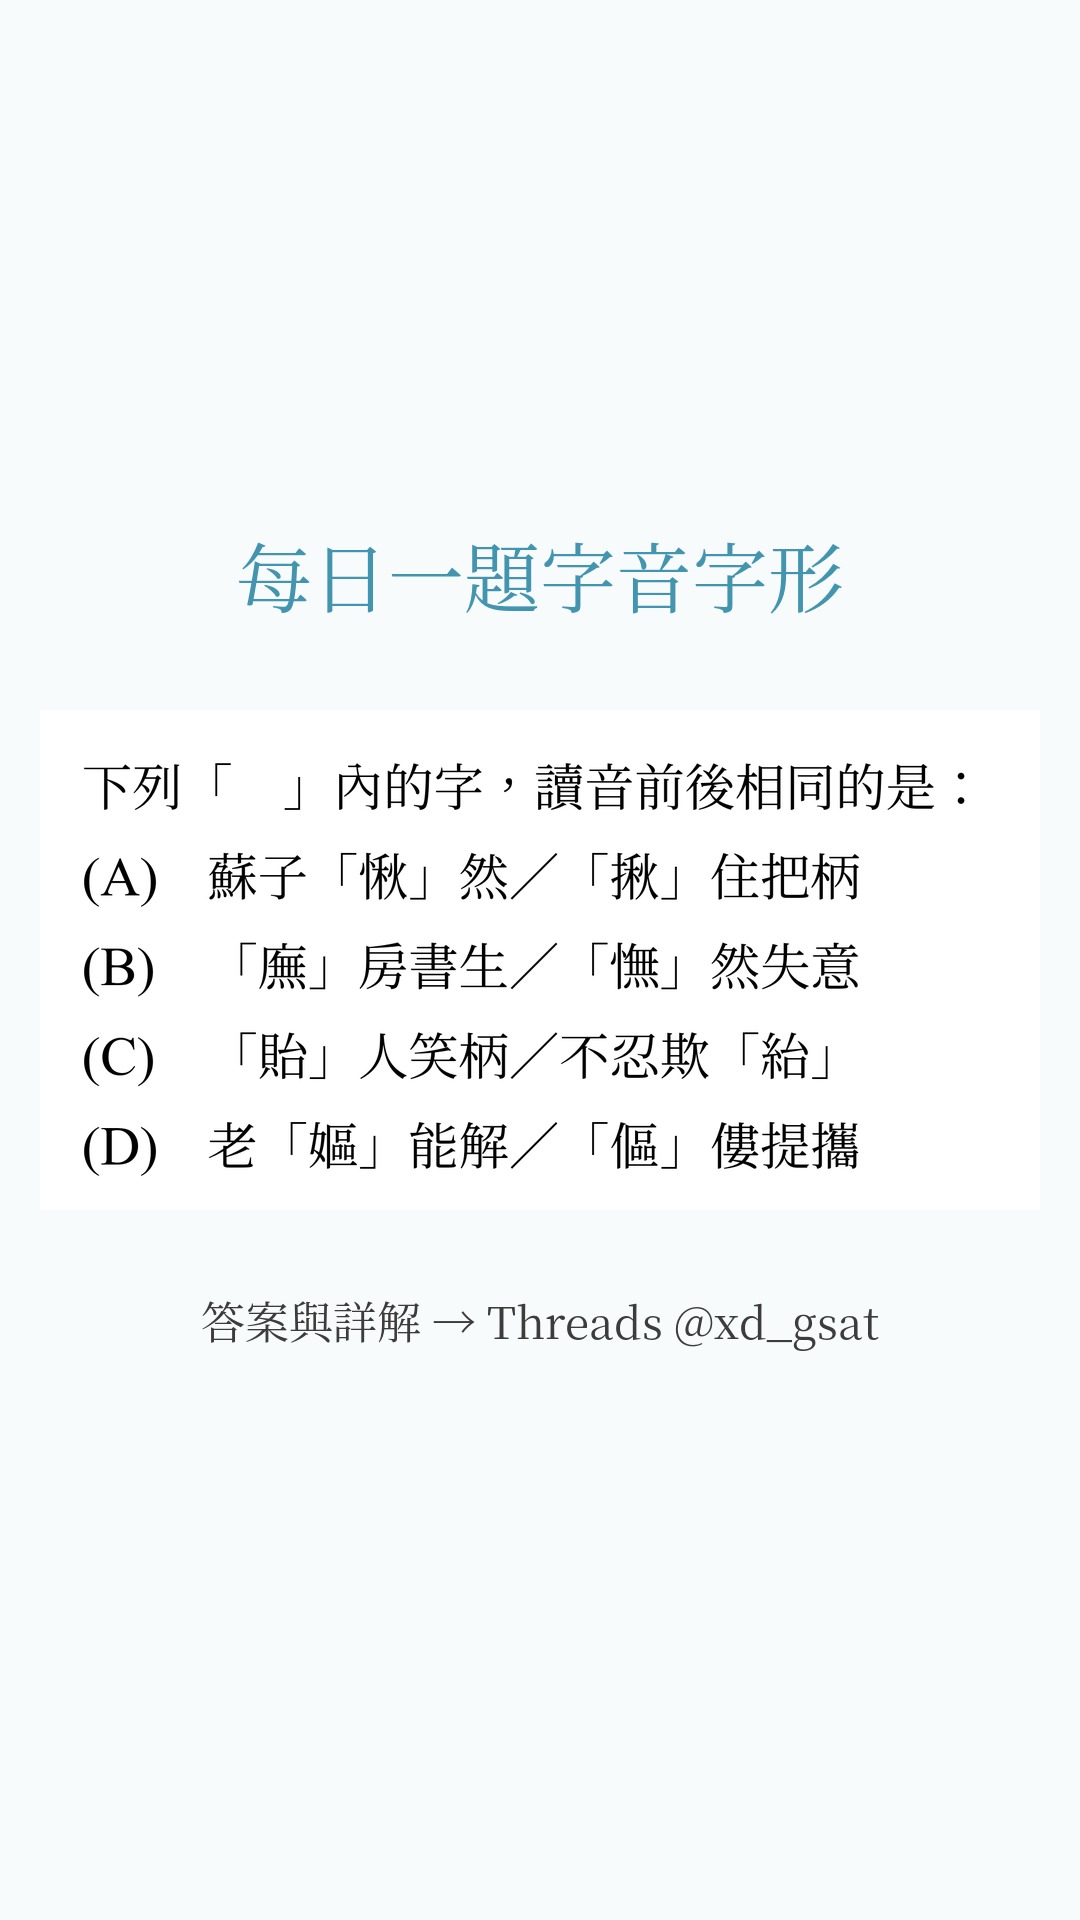 每日一題字音字形
下列「　」內的字，讀音前後相同的是：
(A)　蘇子「愀」然／「揪」住把柄
(B)　「廡」房書生／「憮」然失意
(C)　「貽」人笑柄／不忍欺「紿」
(D)　老「嫗」能解／「傴」僂提攜
答案與詳解 → Threads @xd_gsat